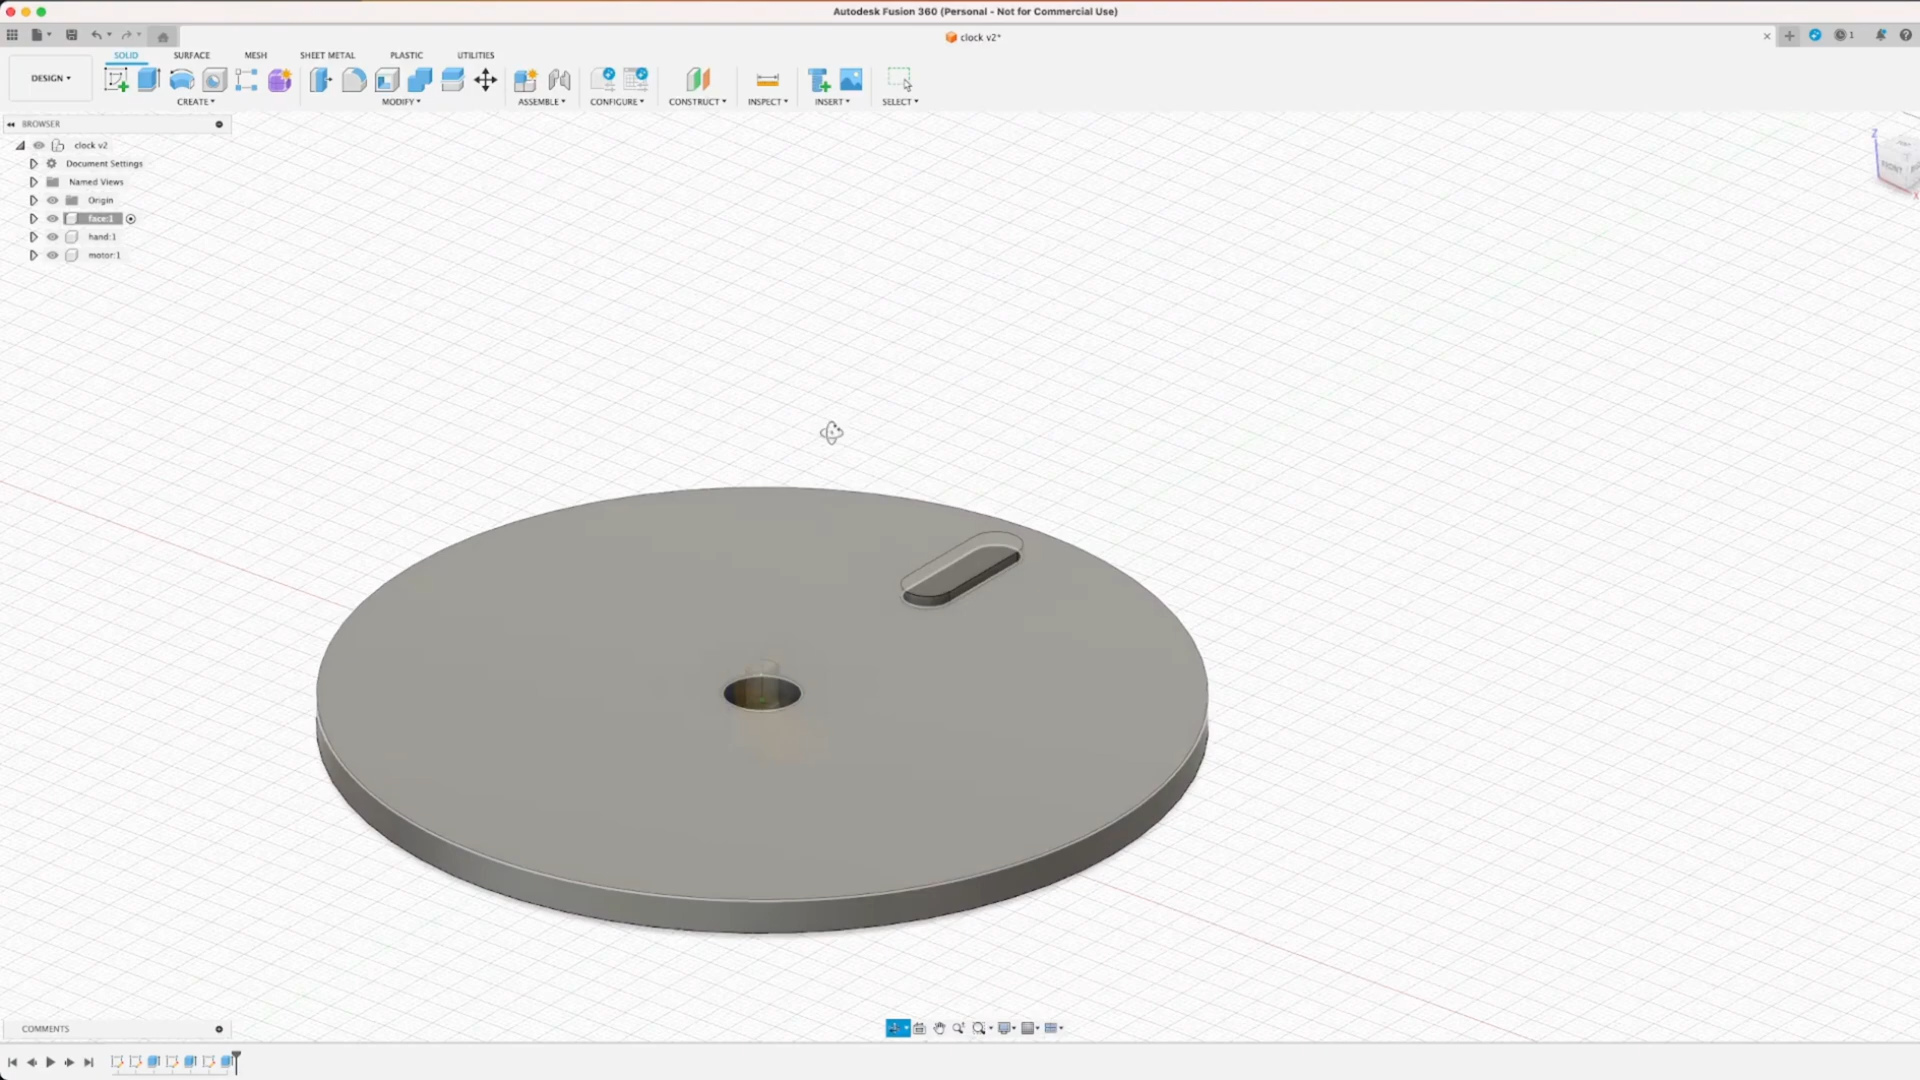 Autodesk Fusion 360 (Personal - Not for Commercial Use)
clock v2*
1
SOLID SURFACE MESH SHEET METAL PLASTIC UTILITIES
DESIGN
CREATE MODIFY ASSEMBLE CONFIGURE CONSTRUCT INSPECT INSERT SELECT
BROWSER
clock v2
Document Settings
Named Views
Origin
face:1
hand:1
motor:1
Z
FRONT
X
COMMENTS